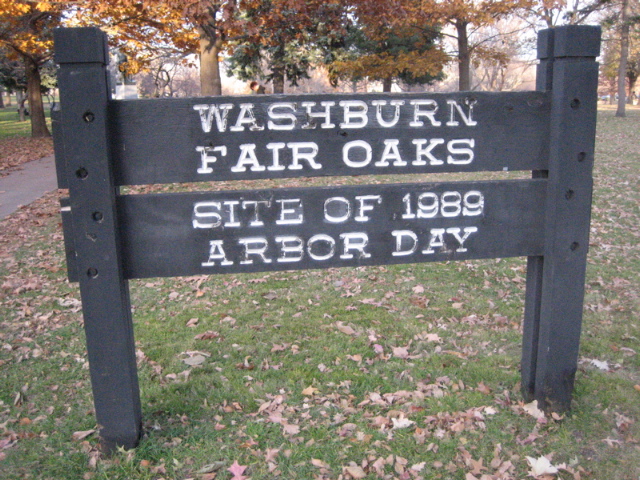 WASHBURN
FAIR OAKS
SITE OF 1989
ARBOR DAY